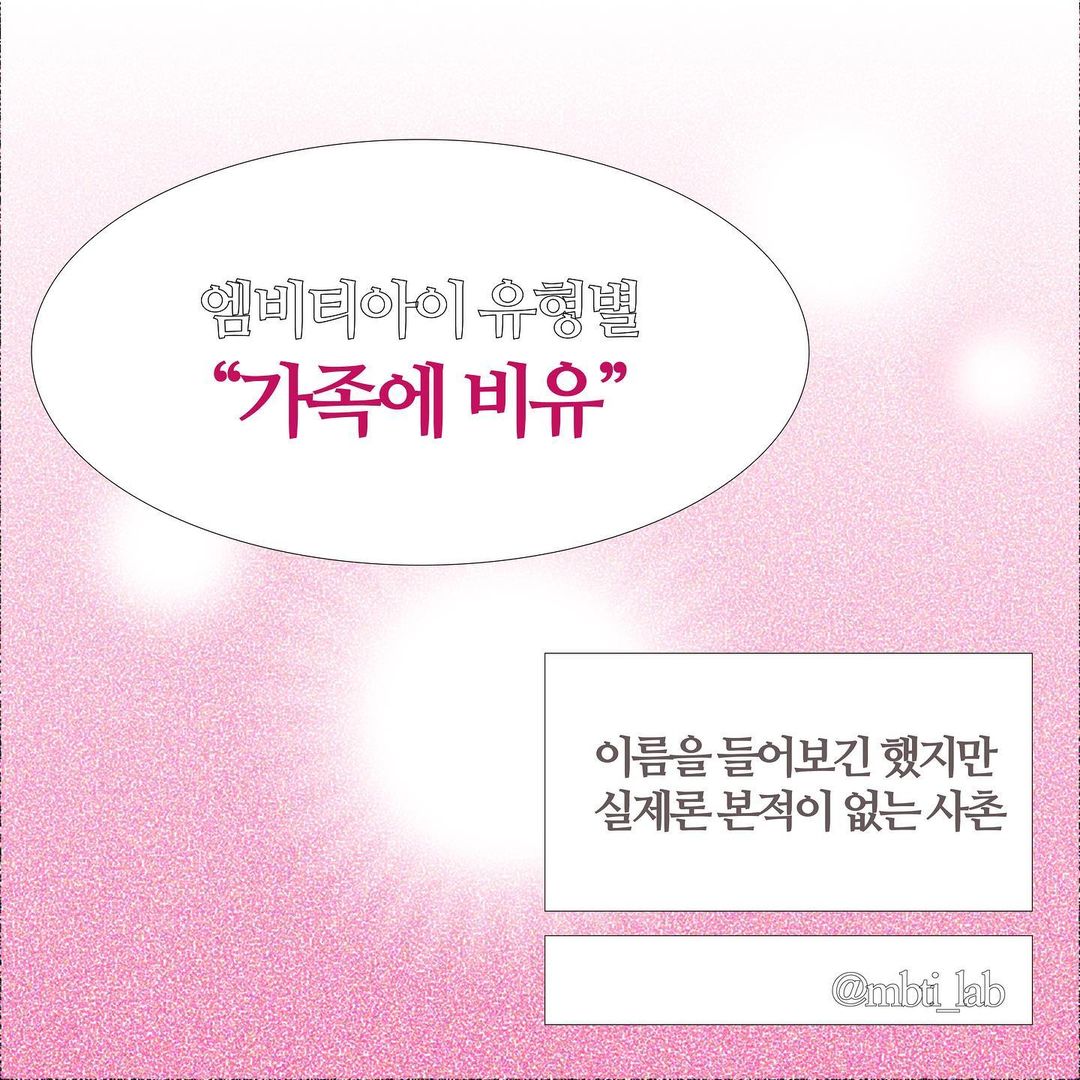 엠비티아이 유형별
“가족에 비유”
이름을 들어보긴 했지만
실제론 본적이 없는 사촌
@mbti_lab